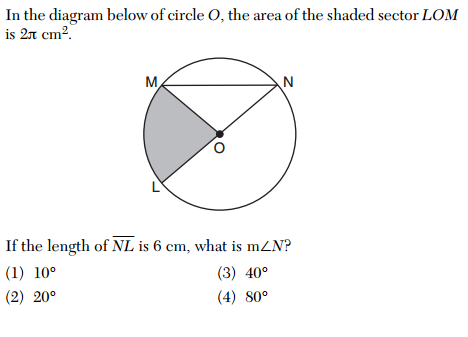 In the diagram below of circle O, the area of the shaded sector LOM
is 2π cm².
M
N
O
L
If the length of N̅L̅ is 6 cm, what is m∠N?
(1) 10° (3) 40°
(2) 20° (4) 80°